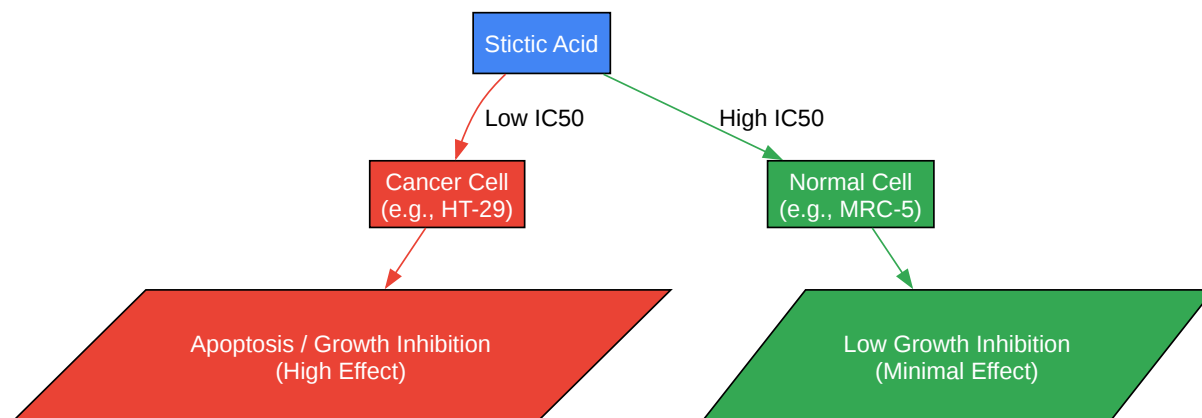 Stictic Acid
Low IC50
High IC50
Cancer Cell
(e.g., HT-29)
Normal Cell
(e.g., MRC-5)
Apoptosis / Growth Inhibition
(High Effect)
Low Growth Inhibition
(Minimal Effect)